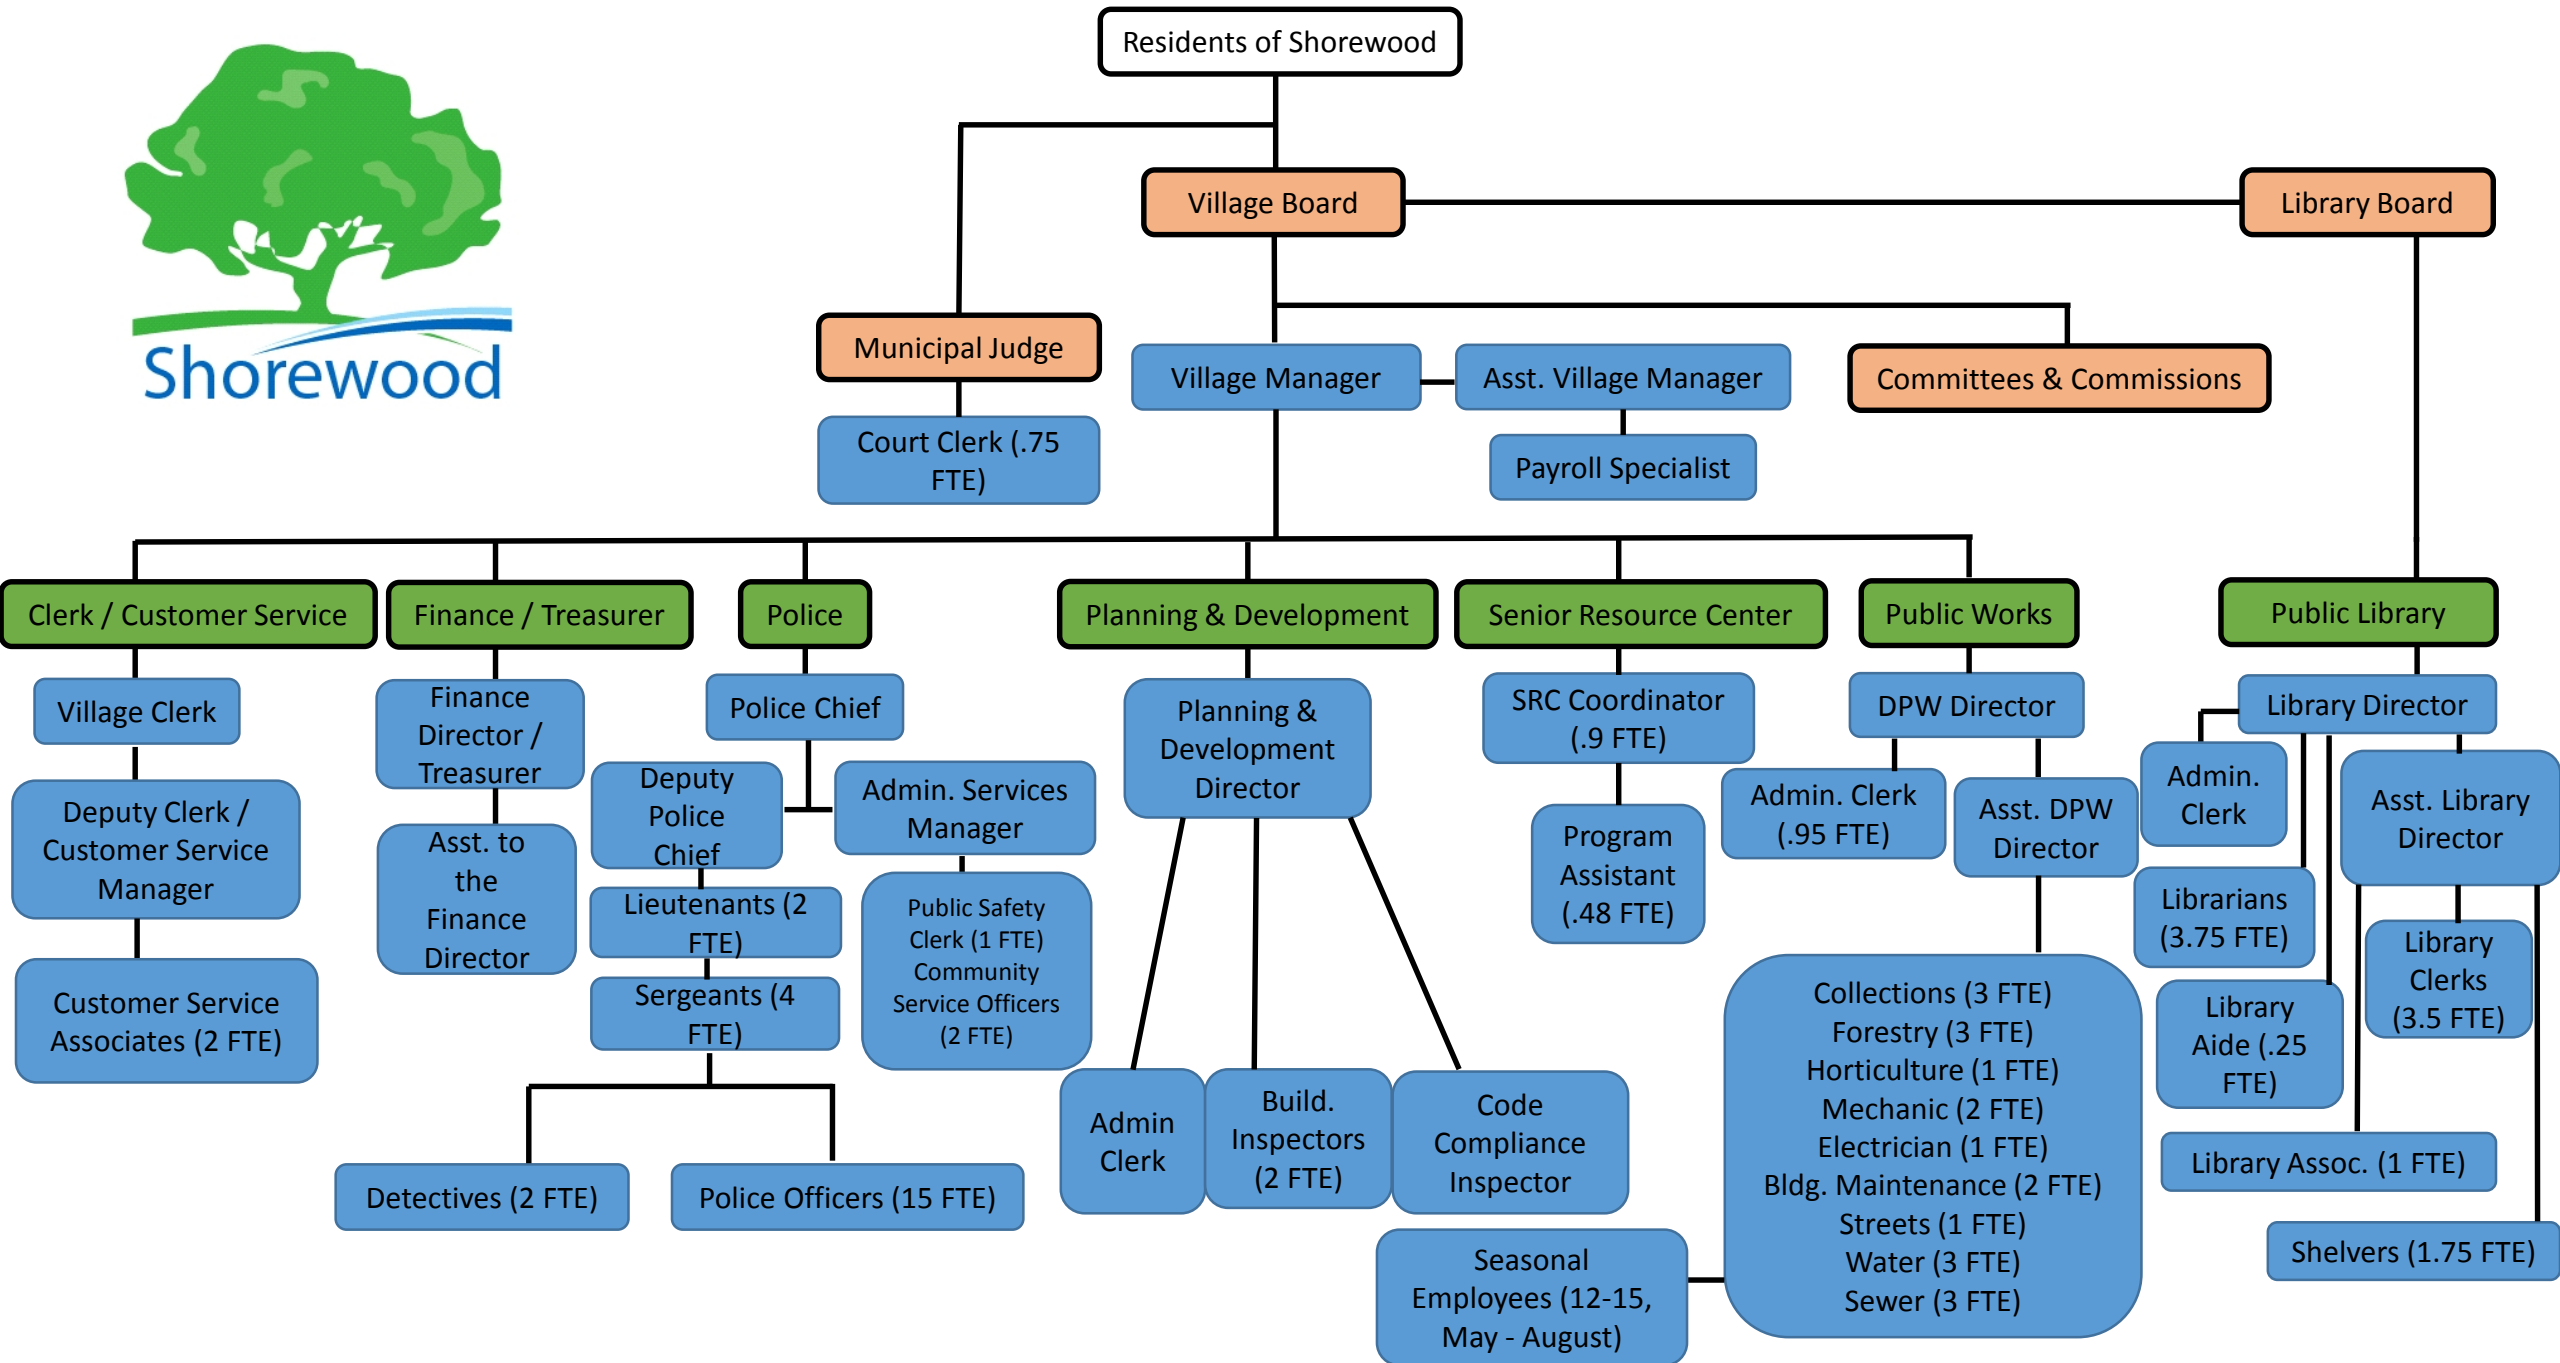 Residents of Shorewood
Village Board
Library Board
Shorewood
Municipal Judge
Village Manager
Asst. Village Manager
Committees & Commissions
Court Clerk (.75
FTE)
Payroll Specialist
Clerk / Customer Service
Finance / Treasurer
Police
Planning & Development
Senior Resource Center
Public Works
Public Library
Village Clerk
Deputy Clerk /
Customer Service
Manager
Customer Service
Associates (2 FTE)
Finance
Director /
Treasurer
Asst. to
the
Finance
Director
Police Chief
Deputy
Police
Chief
Admin. Services
Manager
Lieutenants (2
FTE)
Sergeants (4
FTE)
Public Safety
Clerk (1 FTE)
Community
Service Officers
(2 FTE)
Detectives (2 FTE)
Police Officers (15 FTE)
Planning &
Development
Director
Admin
Clerk
Build.
Inspectors
(2 FTE)
Code
Compliance
Inspector
SRC Coordinator
(.9 FTE)
Program
Assistant
(.48 FTE)
DPW Director
Admin. Clerk
(.95 FTE)
Asst. DPW
Director
Collections (3 FTE)
Forestry (3 FTE)
Horticulture (1 FTE)
Mechanic (2 FTE)
Electrician (1 FTE)
Bldg. Maintenance (2 FTE)
Streets (1 FTE)
Water (3 FTE)
Sewer (3 FTE)
Seasonal
Employees (12-15,
May - August)
Library Director
Admin.
Clerk
Asst. Library
Director
Librarians
(3.75 FTE)
Library
Clerks
(3.5 FTE)
Library
Aide (.25
FTE)
Library Assoc. (1 FTE)
Shelvers (1.75 FTE)